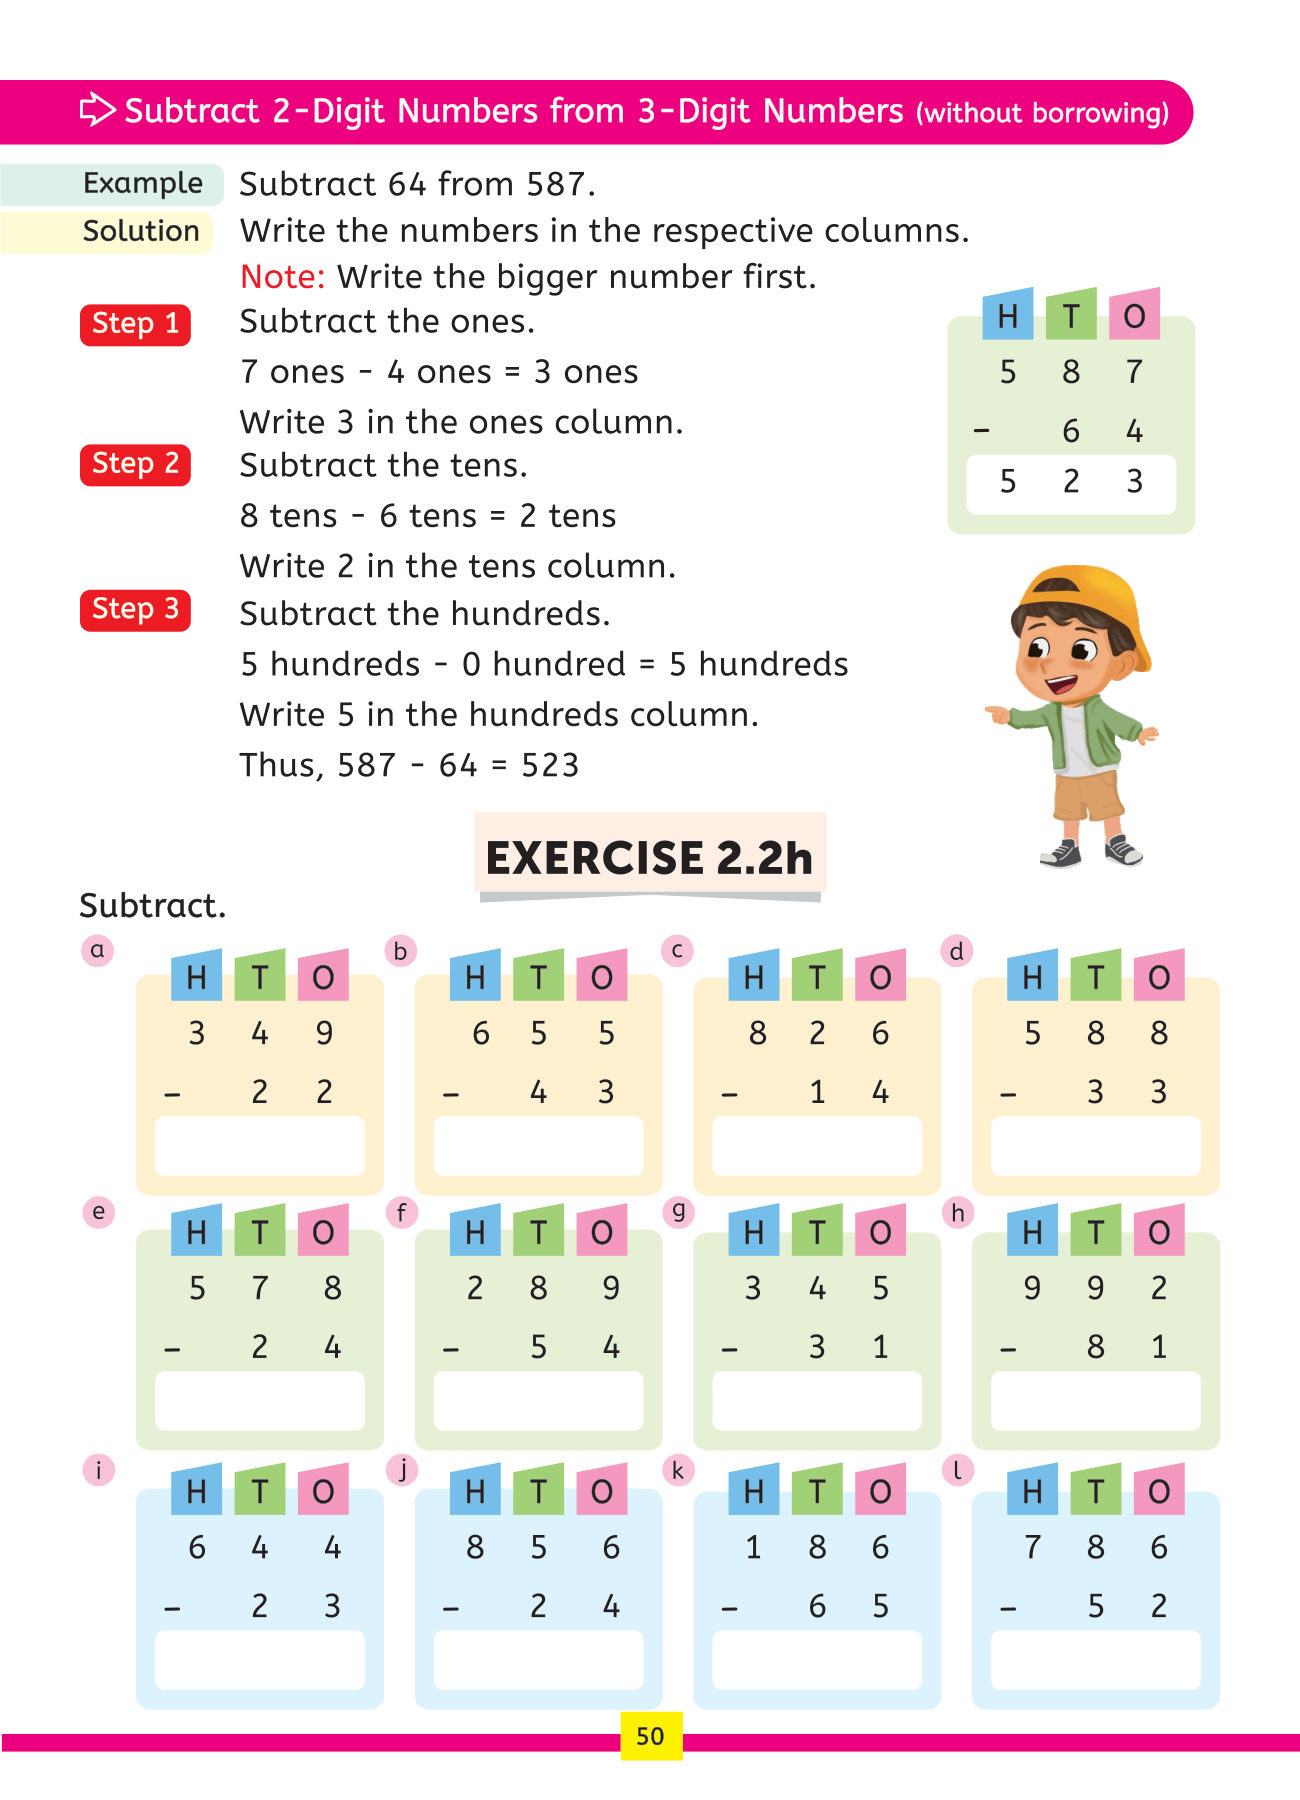 Subtract 2-Digit Numbers from 3-Digit Numbers (without borrowing)
Example Subtract 64 from 587.
Solution Write the numbers in the respective columns.
Note: Write the bigger number first.
Step 1 Subtract the ones.
7 ones - 4 ones = 3 ones
Write 3 in the ones column.
Step 2 Subtract the tens.
8 tens - 6 tens = 2 tens
Write 2 in the tens column.
Step 3 Subtract the hundreds.
5 hundreds - 0 hundred = 5 hundreds
Write 5 in the hundreds column.
Thus, 587 - 64 = 523
H T O
5 8 7
- 6 4
5 2 3
EXERCISE 2.2h
Subtract.
a
H T O
3 4 9
- 2 2
b
H T O
6 5 5
- 4 3
c
H T O
8 2 6
- 1 4
d
H T O
5 8 8
- 3 3
e
H T O
5 7 8
- 2 4
f
H T O
2 8 9
- 5 4
g
H T O
3 4 5
- 3 1
h
H T O
9 9 2
- 8 1
i
H T O
6 4 4
- 2 3
j
H T O
8 5 6
- 2 4
k
H T O
1 8 6
- 6 5
l
H T O
7 8 6
- 5 2
50